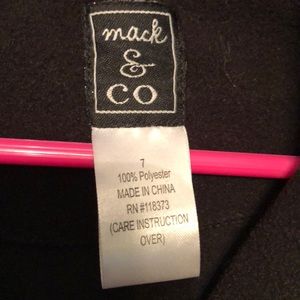 mack
&
CO
7
100% Polyester
MADE IN CHINA
RN #118373
(CARE INSTRUCTION
OVER)